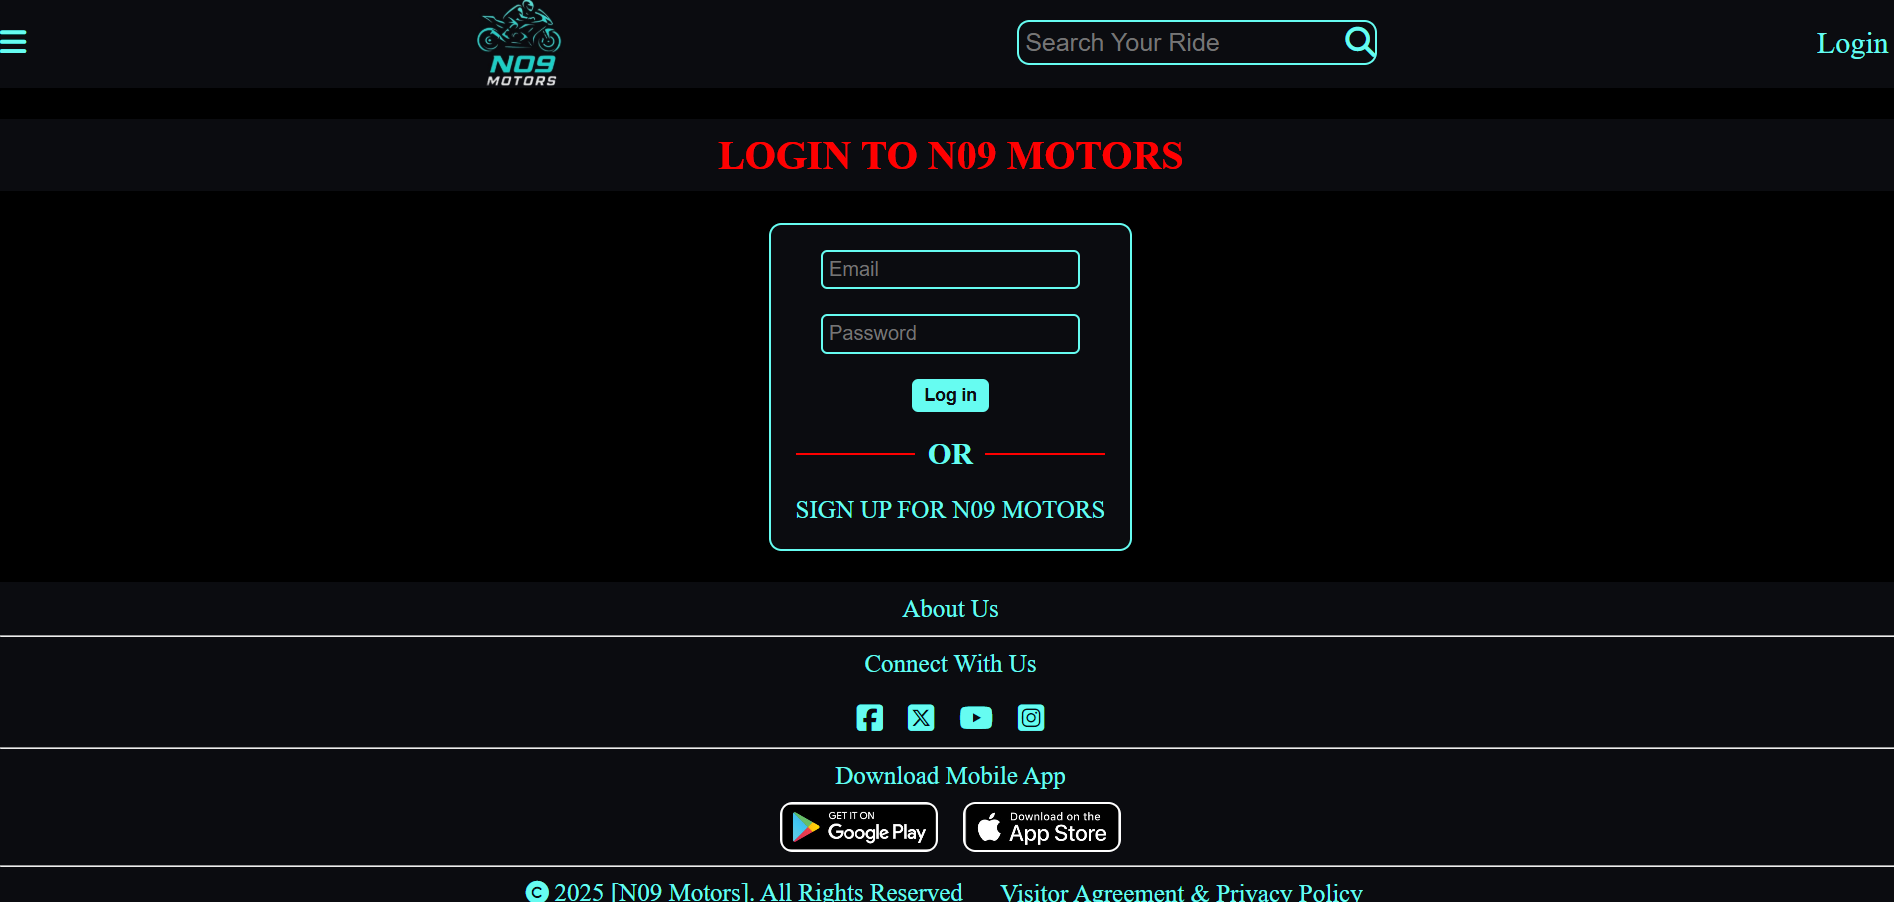 N09
MOTORS
Search Your Ride
Login
LOGIN TO N09 MOTORS
Email
Password
Log in
OR
SIGN UP FOR N09 MOTORS
About Us
Connect With Us
Download Mobile App
GET IT ON
Google Play
Download on the
App Store
© 2025 [N09 Motors]. All Rights Reserved
Visitor Agreement & Privacy Policy